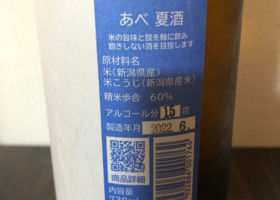 あべ 夏酒
米の旨味と酸を軸に飲み
飽きしない酒を目指します
原材料名
米(新潟県産)
米こうじ(新潟県産米)
精米歩合 60%
アルコール分 15度
製造年月 2022.6.
商品詳細
内容量
720ml